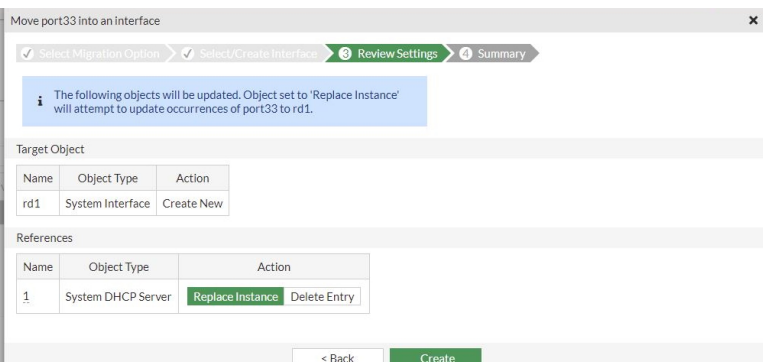 Move port33 into an interface
Select Migration Option Select/Create Interface 3 Review Settings 4 Summary
i The following objects will be updated. Object set to 'Replace Instance'
will attempt to update occurrences of port33 to rd1.
Target Object
Name Object Type Action
rd1 System Interface Create New
References
Name Object Type Action
1 System DHCP Server Replace Instance Delete Entry
< Back Create